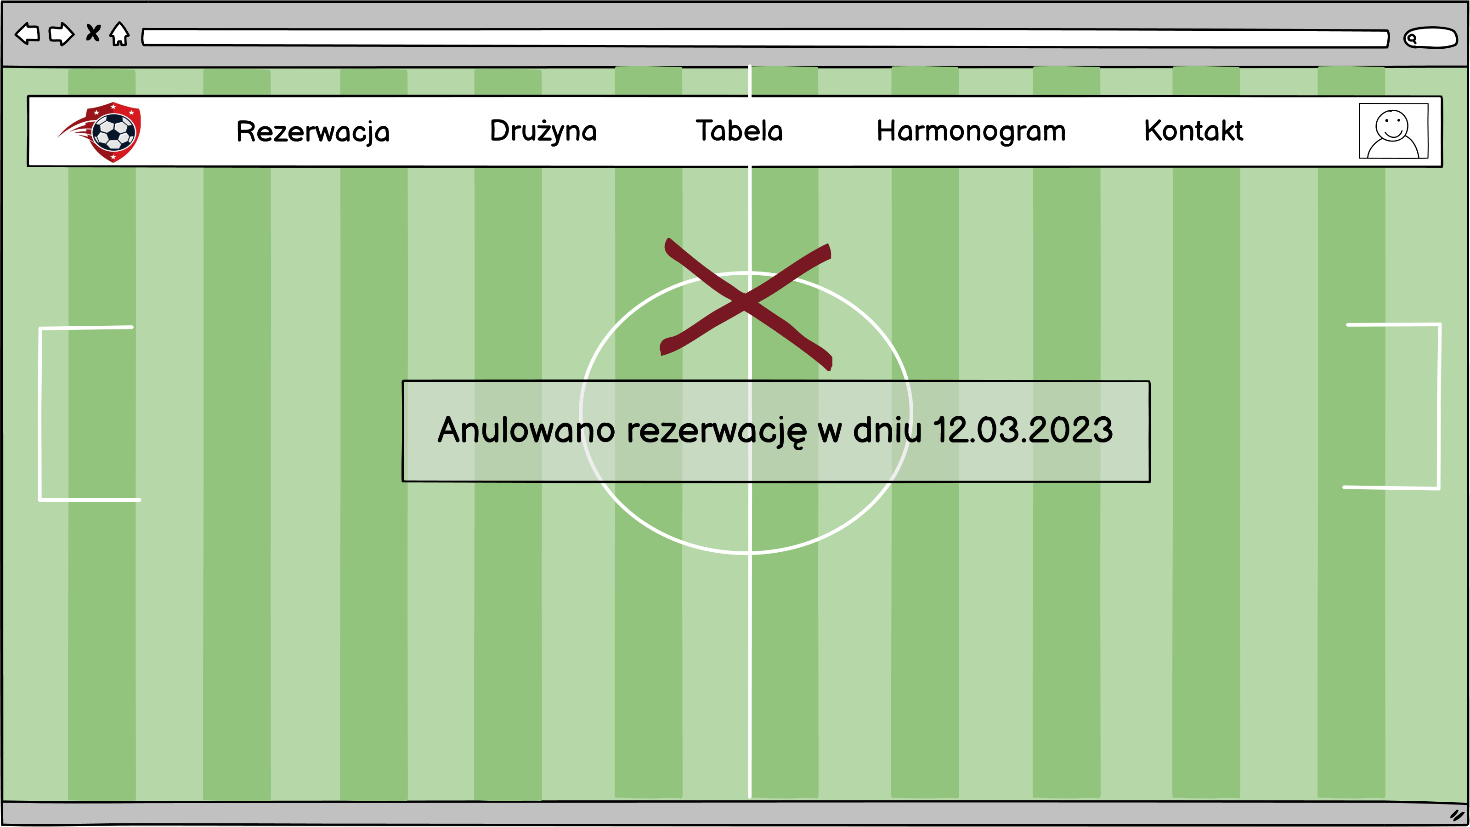 Rezerwacja Drużyna Tabela Harmonogram Kontakt
Anulowano rezerwację w dniu 12.03.2023